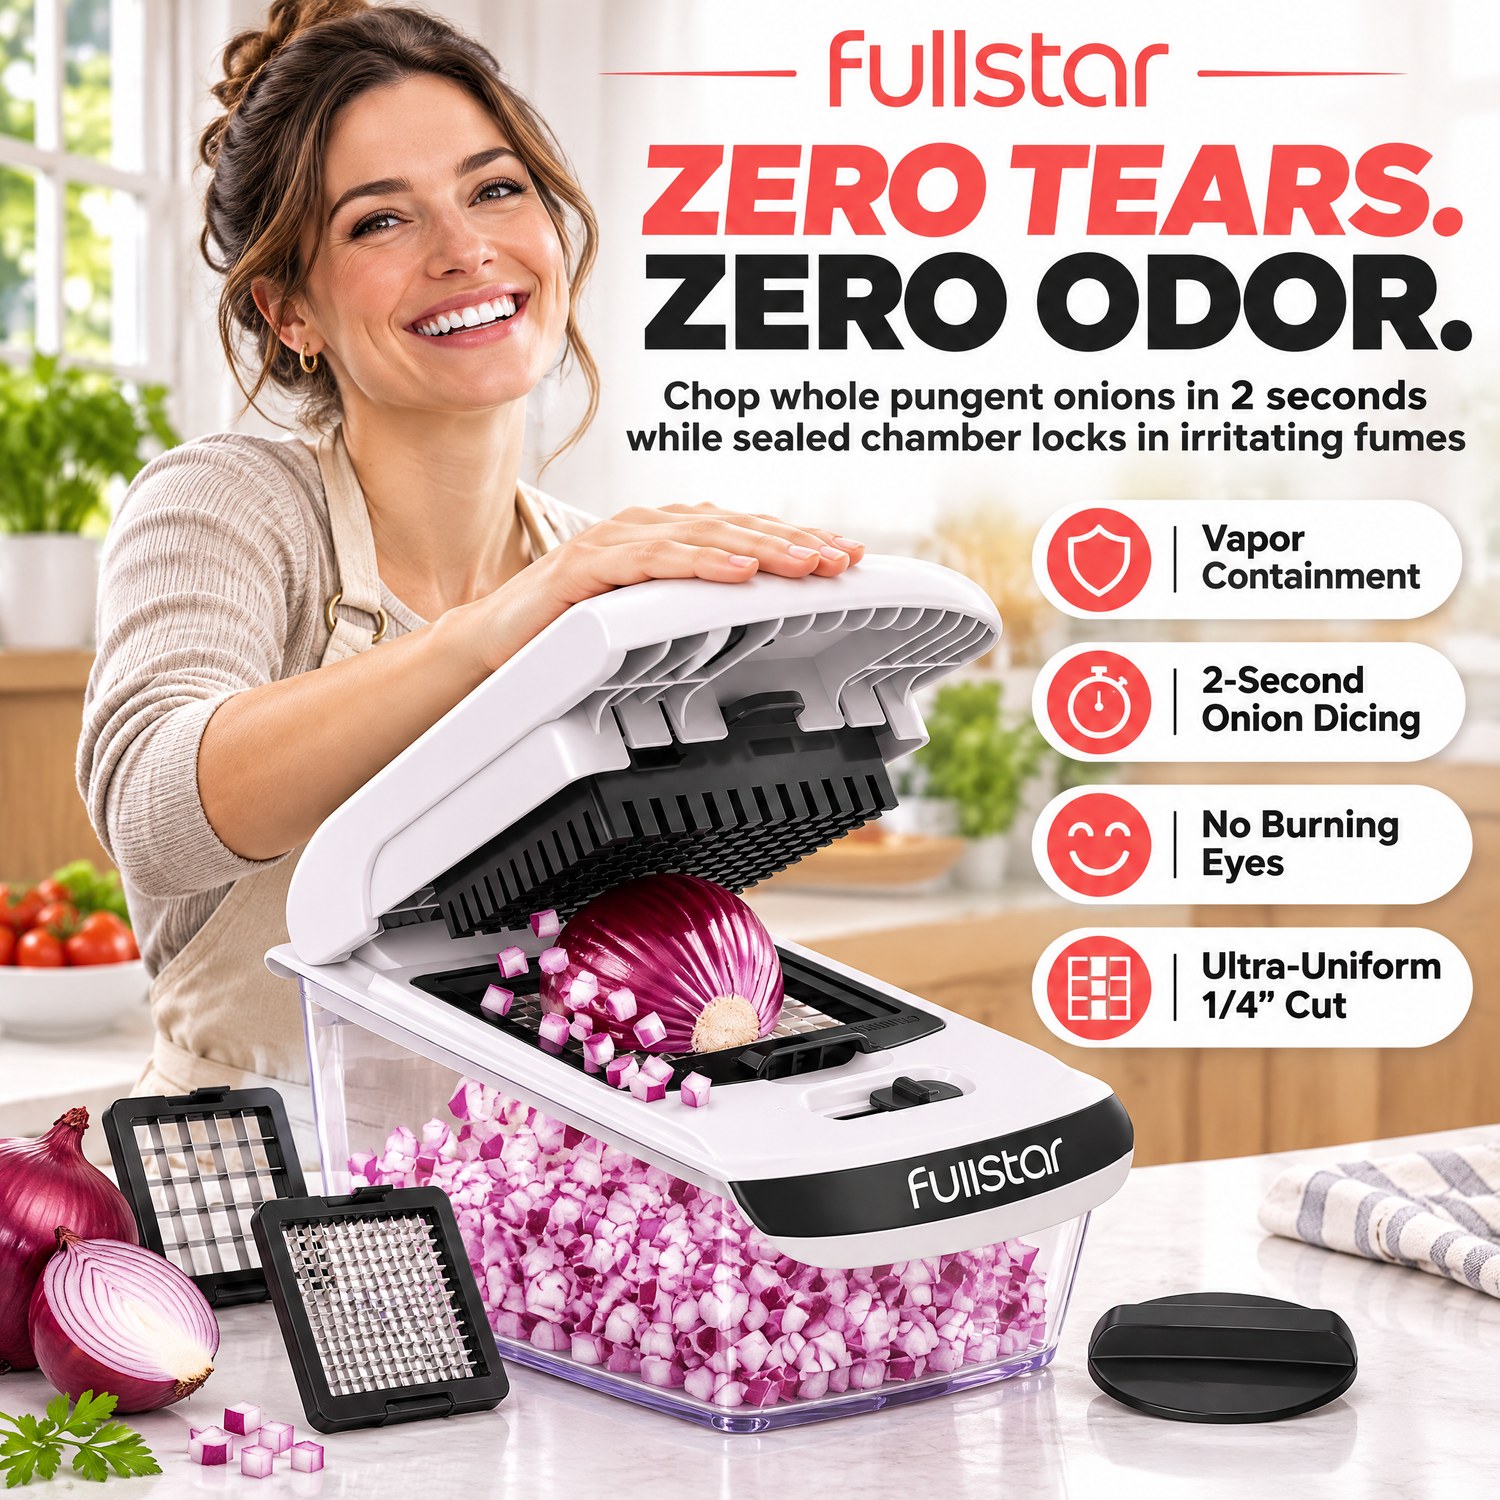 fullstar
ZERO TEARS.
ZERO ODOR.
Chop whole pungent onions in 2 seconds
while sealed chamber locks in irritating fumes
Vapor
Containment
2-Second
Onion Dicing
No Burning
Eyes
Ultra-Uniform
1/4” Cut
fullstar